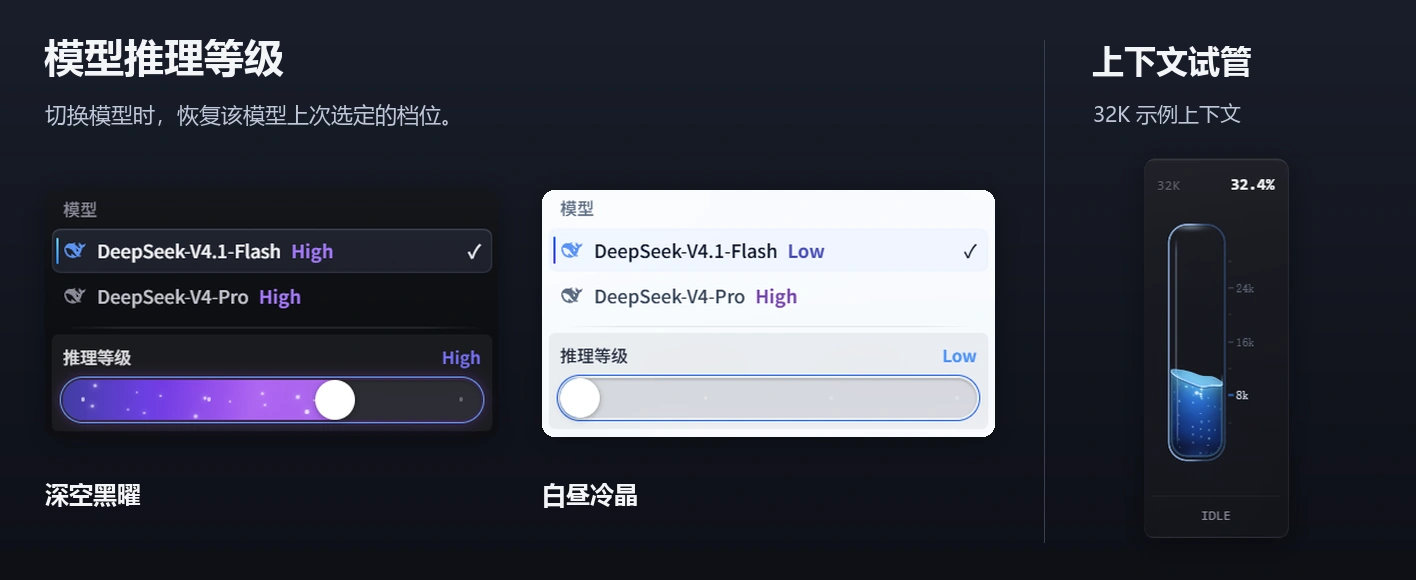 模型推理等级
切换模型时，恢复该模型上次选定的档位。
模型
DeepSeek-V4.1-Flash High
DeepSeek-V4-Pro High
推理等级 High
深空黑曜
模型
DeepSeek-V4.1-Flash Low
DeepSeek-V4-Pro High
推理等级 Low
白昼冷晶
上下文试管
32K 示例上下文
32K 32.4%
24k
16k
8k
IDLE